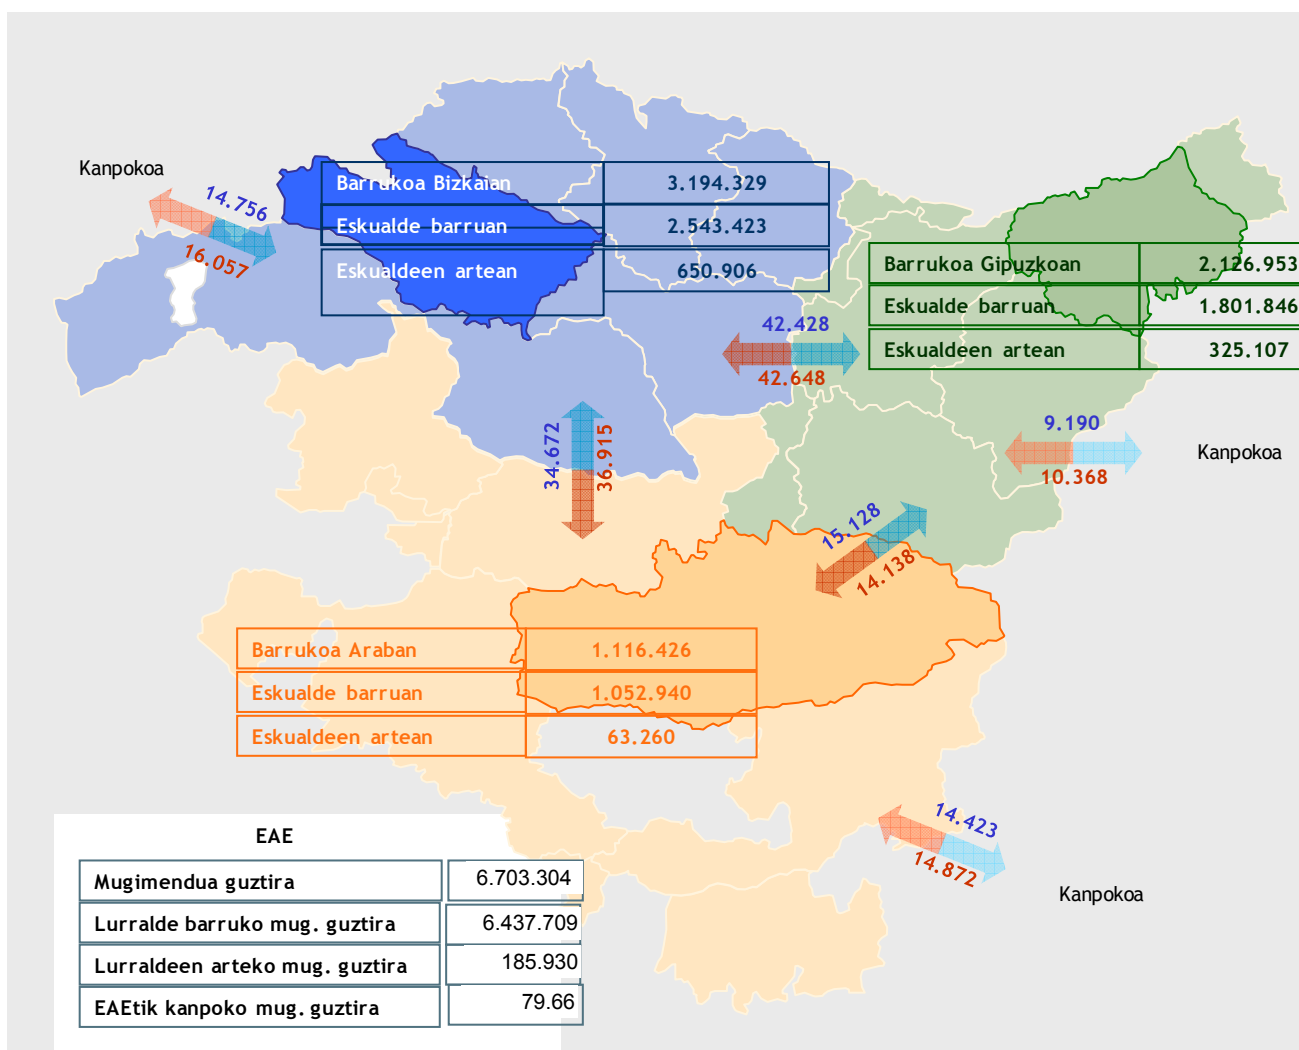 Kanpokoa
14.756
16.057
Barrukoa Bizkaian 3.194.329
Eskualde barruan 2.543.423
Eskualdeen artean 650.906
Barrukoa Gipuzkoan 2.126.953
Eskualde barruan 1.801.846
Eskualdeen artean 325.107
42.428
42.648
34.672
36.915
9.190
10.368
Kanpokoa
15.128
14.138
Barrukoa Araban 1.116.426
Eskualde barruan 1.052.940
Eskualdeen artean 63.260
14.423
14.872
Kanpokoa
EAE
Mugimendua guztira 6.703.304
Lurralde barruko mug. guztira 6.437.709
Lurraldeen arteko mug. guztira 185.930
EAEtik kanpoko mug. guztira 79.66